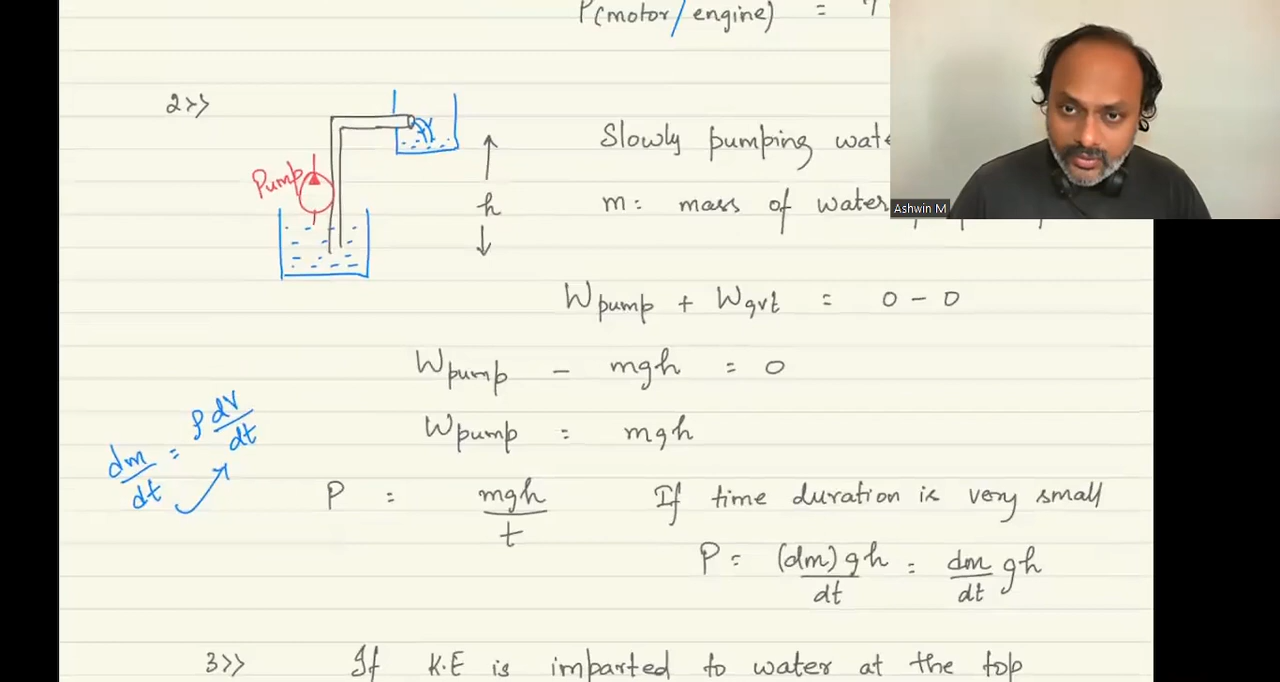 P(motor/engine) =
2>>
Pump
h
Slowly pumping
m: mass of water
Ashwin M
Wpump + Wgvt = 0 - 0
Wpump - mgh = 0
Wpump = mgh
dm/dt = ρ dV/dt
P = mgh/t If time duration is very small
P = (dm)gh/dt = dm/dt gh
3>> If K.E is imparted to water at the top